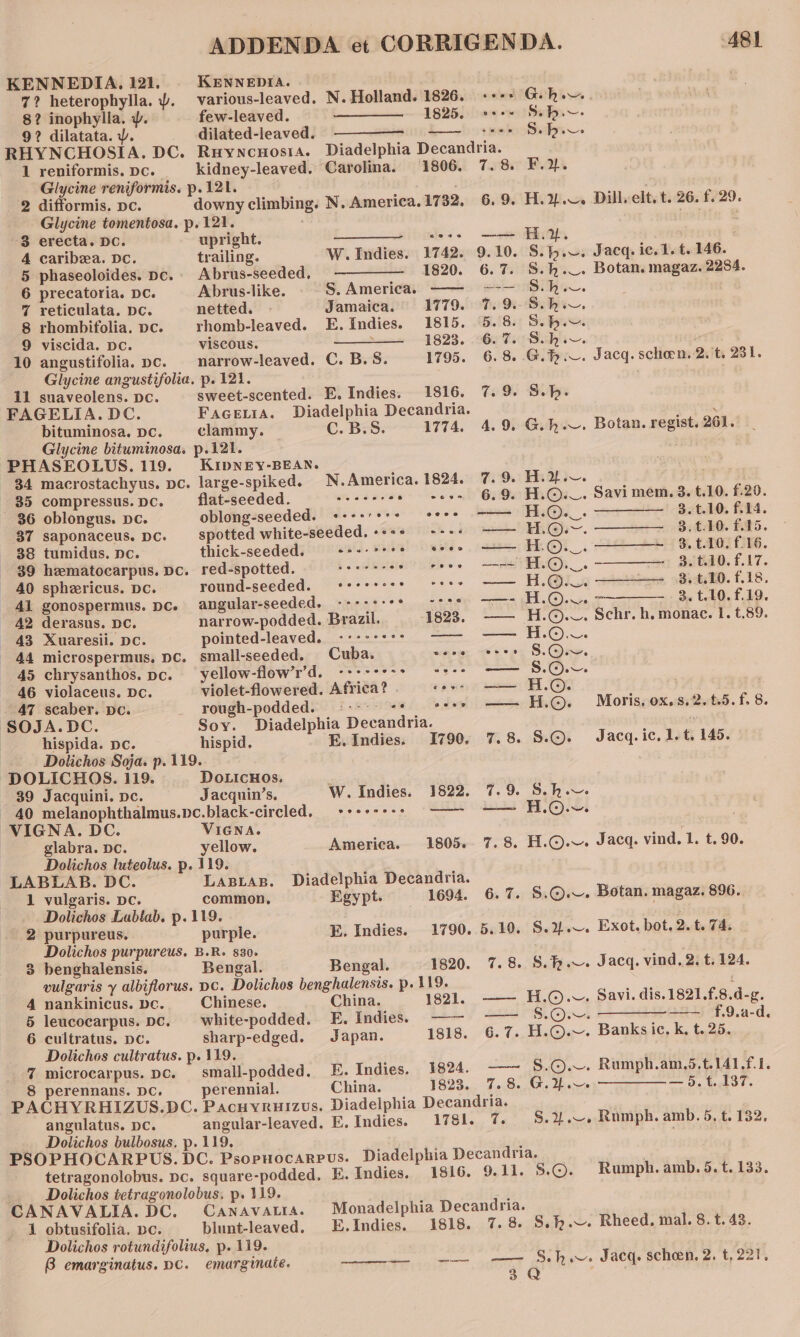 ADDENDA et CORRIGENDA. 481
KENNEDIA. 121. KENNEDIA.
7? heterophylla. ♃. various-leaved. N. Holland. 1826. .... G.♄.⁓.
8? inophylla. ♃. few-leaved. ——— 1825. .... S.♄.⁓.
9? dilatata. ♃. dilated-leaved. ——— —— .... S.♄.⁓.
RHYNCHOSIA. DC. RHYNCHOSIA. Diadelphia Decandria.
1 reniformis. DC. kidney-leaved. Carolina. 1806. 7.8. F.♃.
Glycine reniformis. p.121.
2 difformis. DC. downy climbing. N. America. 1732. 6.9. H.♃.⁓. Dill. elt. t. 26. f. 29.
Glycine tomentosa. p. 121.
3 erecta. DC. upright. ——— .... —— H.♃.
4 caribæa. DC. trailing. W. Indies. 1742. 9.10. S.♄.⁓. Jacq. ic. 1. t. 146.
5 phaseoloides. DC. Abrus-seeded. ——— 1820. 6.7. S.♄.⁓. Botan. magaz. 2284.
6 precatoria. DC. Abrus-like. S. America. —— —— S.♄.⁓.
7 reticulata. DC. netted. Jamaica. 1779. 7.9. S.♄.⁓.
8 rhombifolia. DC. rhomb-leaved. E. Indies. 1815. 5.8. S.♄.⁓.
9 viscida. DC. viscous. ——— 1823. 6.7. S.♄.⁓.
10 angustifolia. DC. narrow-leaved. C. B. S. 1795. 6.8. G.♄.⁓. Jacq. schœn. 2. t. 231.
Glycine angustifolia. p. 121.
11 suaveolens. DC. sweet-scented. E. Indies. 1816. 7.9. S.♄.
FAGELIA. DC. FAGELIA. Diadelphia Decandria.
bituminosa. DC. clammy. C. B. S. 1774. 4.9. G.♄.⁓. Botan. regist. 261.
Glycine bituminosa. p.121.
PHASEOLUS. 119. KIDNEY-BEAN.
34 macrostachyus. DC. large-spiked. N. America. 1824. 7.9. H.♃.⁓.
35 compressus. DC. flat-seeded. ........ .... 6.9. H.☉.⁓. Savi mem. 3. t.10. f.20.
36 oblongus. DC. oblong-seeded. ........ .... —— H.☉.⁓. ——— 3. t.10. f.14.
37 saponaceus. DC. spotted white-seeded. .... .... —— H.☉.⁓. ——— 3. t.10. f.15.
38 tumidus. DC. thick-seeded. ........ .... —— H.☉.⁓. ——— 3. t.10. f.16.
39 hæmatocarpus. DC. red-spotted. ........ .... —— H.☉.⁓. ——— 3. t.10. f.17.
40 sphæricus. DC. round-seeded. ........ .... —— H.☉.⁓. ——— 3. t.10. f.18.
41 gonospermus. DC. angular-seeded. ........ .... —— H.☉.⁓. ——— 3. t.10. f.19.
42 derasus. DC. narrow-podded. Brazil. 1823. —— H.☉.⁓. Schr. h. monac. 1. t.89.
43 Xuaresii. DC. pointed-leaved. ........ —— —— H.☉.⁓.
44 microspermus. DC. small-seeded. Cuba. .... .... S.☉.⁓.
45 chrysanthos. DC. yellow-flow'r'd. ........ .... —— S.☉.⁓.
46 violaceus. DC. violet-flowered. Africa? .... —— H.☉.
47 scaber. DC. rough-podded. ........ .... —— H.☉. Moris. ox. s. 2. t.5. f. 8.
SOJA. DC. SOY. Diadelphia Decandria.
hispida. DC. hispid. E. Indies. 1790. 7.8. S.☉. Jacq. ic. 1. t. 145.
Dolichos Soja. p. 119.
DOLICHOS. 119. DOLICHOS.
39 Jacquini. DC. Jacquin's. W. Indies. 1822. 7.9. S.♄.⁓.
40 melanophthalmus. DC. black-circled. ........ —— —— H.☉.⁓.
VIGNA. DC. VIGNA.
glabra. DC. yellow. America. 1805. 7.8. H.☉.⁓. Jacq. vind. 1. t. 90.
Dolichos luteolus. p. 119.
LABLAB. DC. LABLAB. Diadelphia Decandria.
1 vulgaris. DC. common. Egypt. 1694. 6.7. S.☉.⁓. Botan. magaz. 896.
Dolichos Lablab. p. 119.
2 purpureus. purple. E. Indies. 1790. 5.10. S.♃.⁓. Exot. bot. 2. t. 74.
Dolichos purpureus. B.R. 830.
3 benghalensis. Bengal. Bengal. 1820. 7.8. S.♄.⁓. Jacq. vind. 2. t. 124.
vulgaris γ albiflorus. DC. Dolichos benghalensis. p. 119.
4 nankinicus. DC. Chinese. China. 1821. —— H.☉.⁓. Savi. dis. 1821. f.8.d-g.
5 leucocarpus. DC. white-podded. E. Indies. —— —— S.☉.⁓. ——— —— f.9.a-d.
6 cultratus. DC. sharp-edged. Japan. 1818. 6.7. H.☉.⁓. Banks ic. k. t. 25.
Dolichos cultratus. p. 119.
7 microcarpus. DC. small-podded. E. Indies. 1824. —— S.☉.⁓. Rumph.am.5.t.141.f.1.
8 perennans. DC. perennial. China. 1823. 7.8. G.♃.⁓. ——— — 5. t. 137.
PACHYRHIZUS. DC. PACHYRHIZUS. Diadelphia Decandria.
angulatus. DC. angular-leaved. E. Indies. 1781. 7. S.♃.⁓. Rumph. amb. 5. t. 132.
Dolichos bulbosus. p. 119.
PSOPHOCARPUS. DC. PSOPHOCARPUS. Diadelphia Decandria.
tetragonolobus. DC. square-podded. E. Indies. 1816. 9.11. S.☉. Rumph. amb. 5. t. 133.
Dolichos tetragonolobus. p. 119.
CANAVALIA. DC. CANAVALIA. Monadelphia Decandria.
1 obtusifolia. DC. blunt-leaved. E. Indies. 1818. 7.8. S.♄.⁓. Rheed. mal. 8. t. 43.
Dolichos rotundifolius. p. 119.
β emarginatus. DC. emarginate. ——— —— —— S.♄.⁓. Jacq. schœn. 2. t. 221.
3 Q